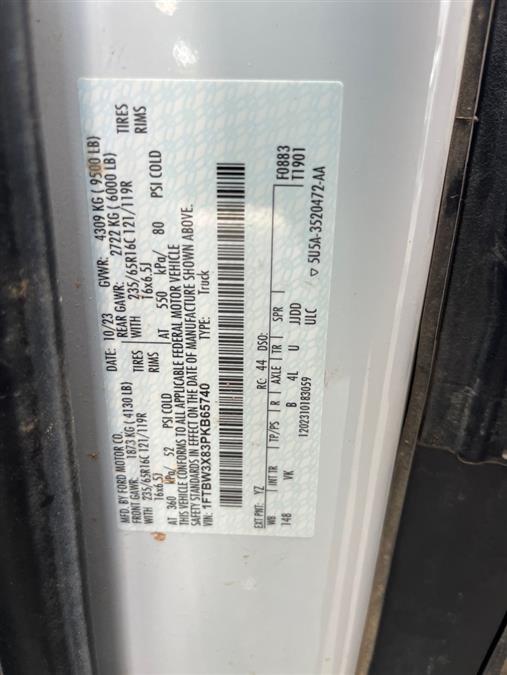 MFD. BY FORD MOTOR CO.
DATE: 10/23 GVWR: 4309 KG ( 9500 LB)
FRONT GAWR: 1873 KG ( 4130 LB) REAR GAWR: 2722 KG ( 6000 LB)
WITH 235/65R16C 121/119R TIRES WITH 235/65R16C 121/119R TIRES
16x6.5J RIMS 16x6.5J RIMS
AT 360 kPa/ 52 PSI COLD AT 550 kPa/ 80 PSI COLD
THIS VEHICLE CONFORMS TO ALL APPLICABLE FEDERAL MOTOR VEHICLE
SAFETY STANDARDS IN EFFECT ON THE DATE OF MANUFACTURE SHOWN ABOVE.
VIN: 1FTBW3X83PKB65740 TYPE: Truck
F0883
T1901
EXT PNT: YZ RC: 44 DSO:
WB INT TR TP/PS R AXLE TR SPR
148 VK B 4L U JJDD
ULC
1202310183059 5U5A-3520472-AA